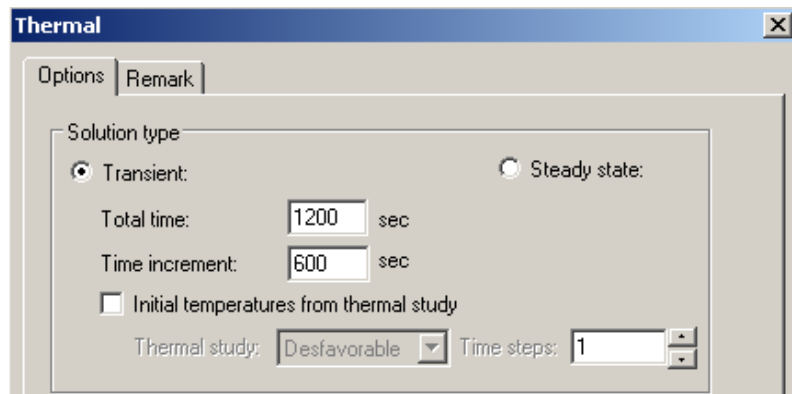 Thermal
Options Remark
Solution type
Transient: Steady state:
Total time: 1200 sec
Time increment: 600 sec
Initial temperatures from thermal study
Thermal study: Desfavorable Time steps: 1